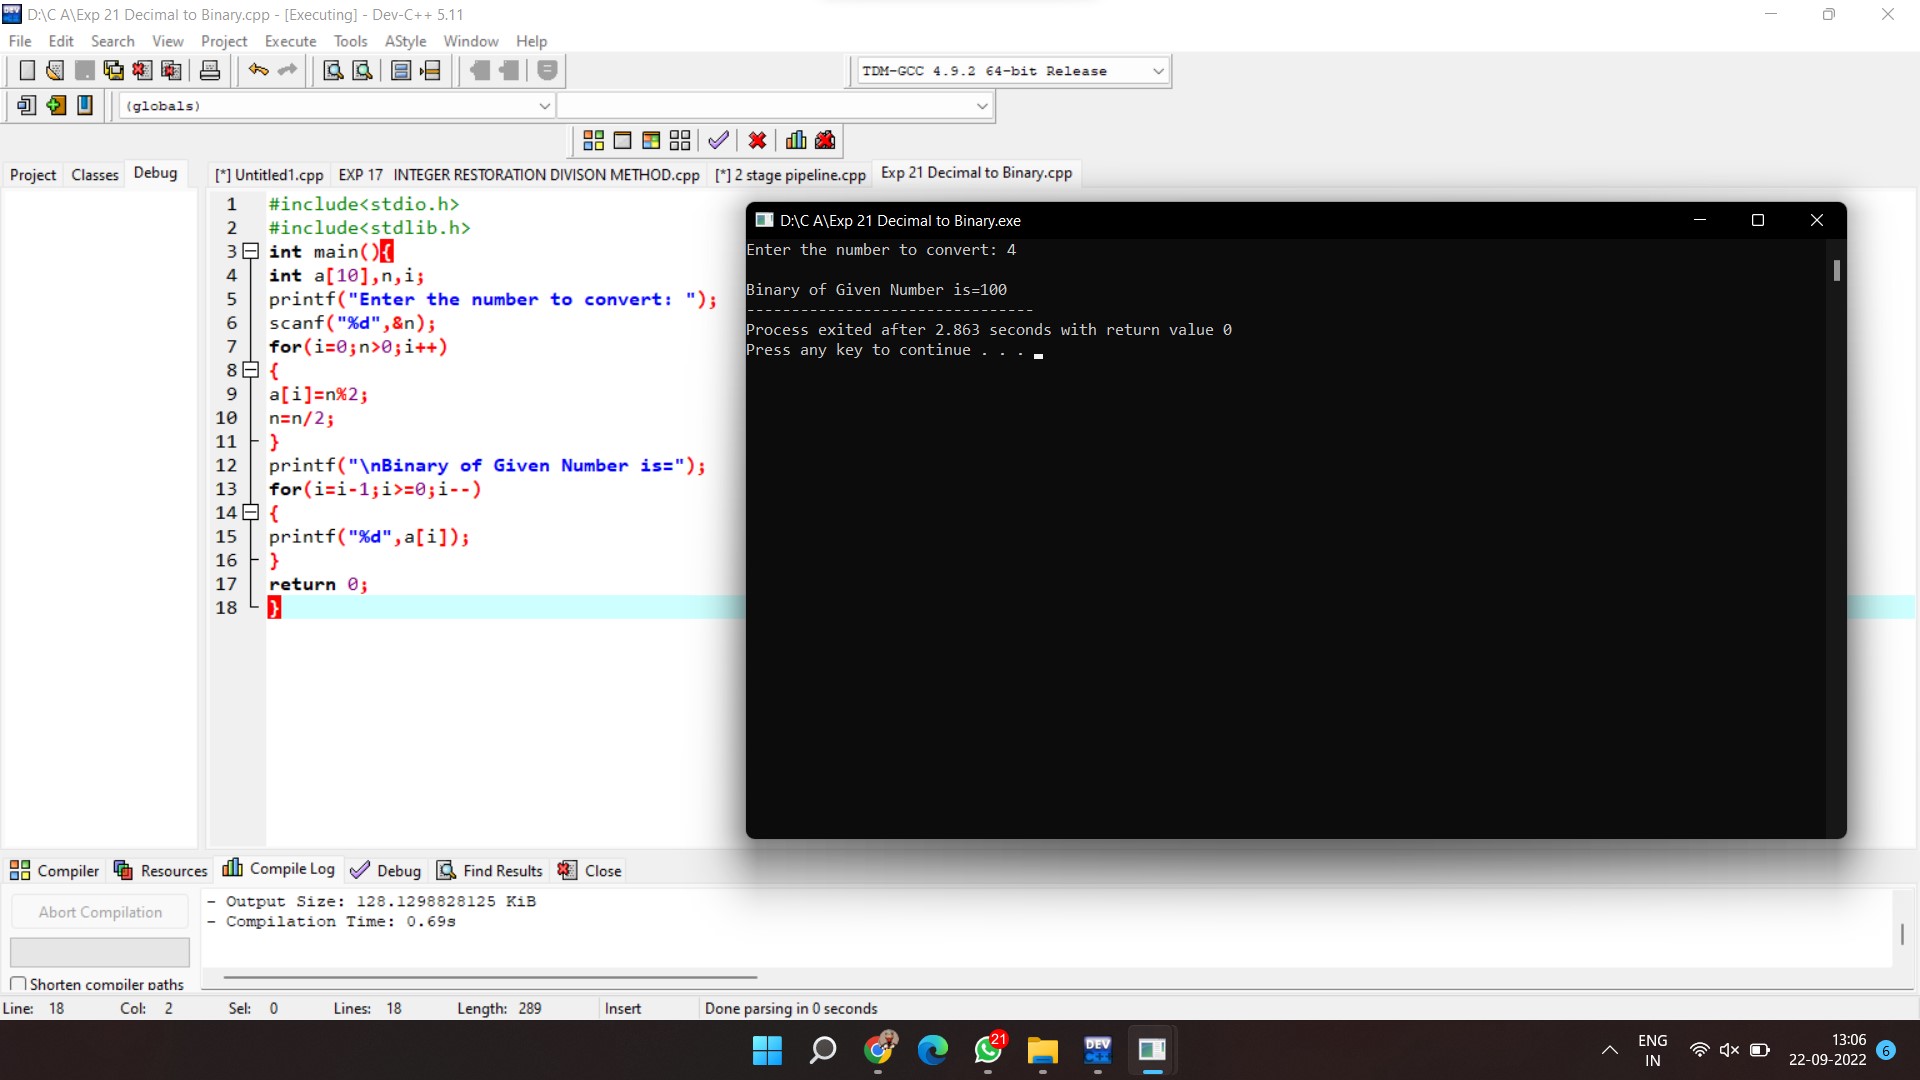 D:\C A\Exp 21 Decimal to Binary.cpp - [Executing] - Dev-C++ 5.11
File Edit Search View Project Execute Tools AStyle Window Help
TDM-GCC 4.9.2 64-bit Release
(globals)
Project Classes Debug
[*] Untitled1.cpp EXP 17 INTEGER RESTORATION DIVISON METHOD.cpp [*] 2 stage pipeline.cpp Exp 21 Decimal to Binary.cpp
1 #include<stdio.h>
2 #include<stdlib.h>
3 int main(){
4 int a[10],n,i;
5 printf("Enter the number to convert: ");
6 scanf("%d",&n);
7 for(i=0;n>0;i++)
8 {
9 a[i]=n%2;
10 n=n/2;
11 }
12 printf("\nBinary of Given Number is=");
13 for(i=i-1;i>=0;i--)
14 {
15 printf("%d",a[i]);
16 }
17 return 0;
18 }
D:\C A\Exp 21 Decimal to Binary.exe
Enter the number to convert: 4
Binary of Given Number is=100
--------------------------------
Process exited after 2.863 seconds with return value 0
Press any key to continue . . .
Compiler Resources Compile Log Debug Find Results Close
Abort Compilation
Shorten compiler paths
- Output Size: 128.1298828125 KiB
- Compilation Time: 0.69s
Line: 18 Col: 2 Sel: 0 Lines: 18 Length: 289 Insert Done parsing in 0 seconds
21
DEV
C++
ENG
IN
13:06
22-09-2022
6